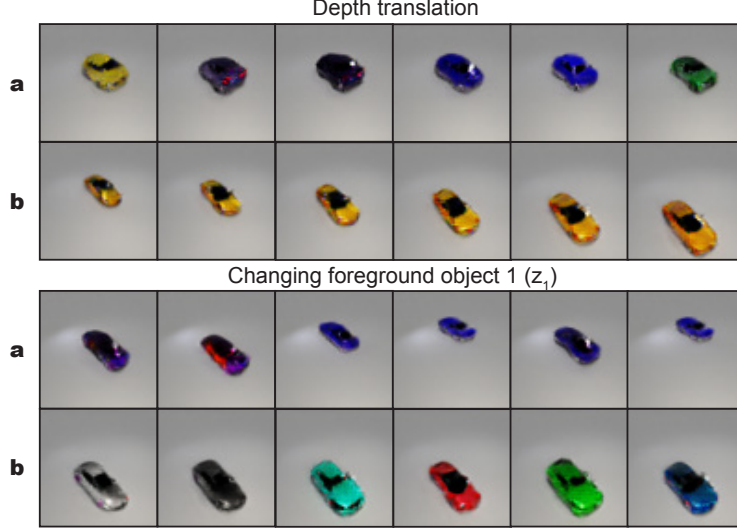 Depth translation
a
b
Changing foreground object 1 (z₁)
a
b